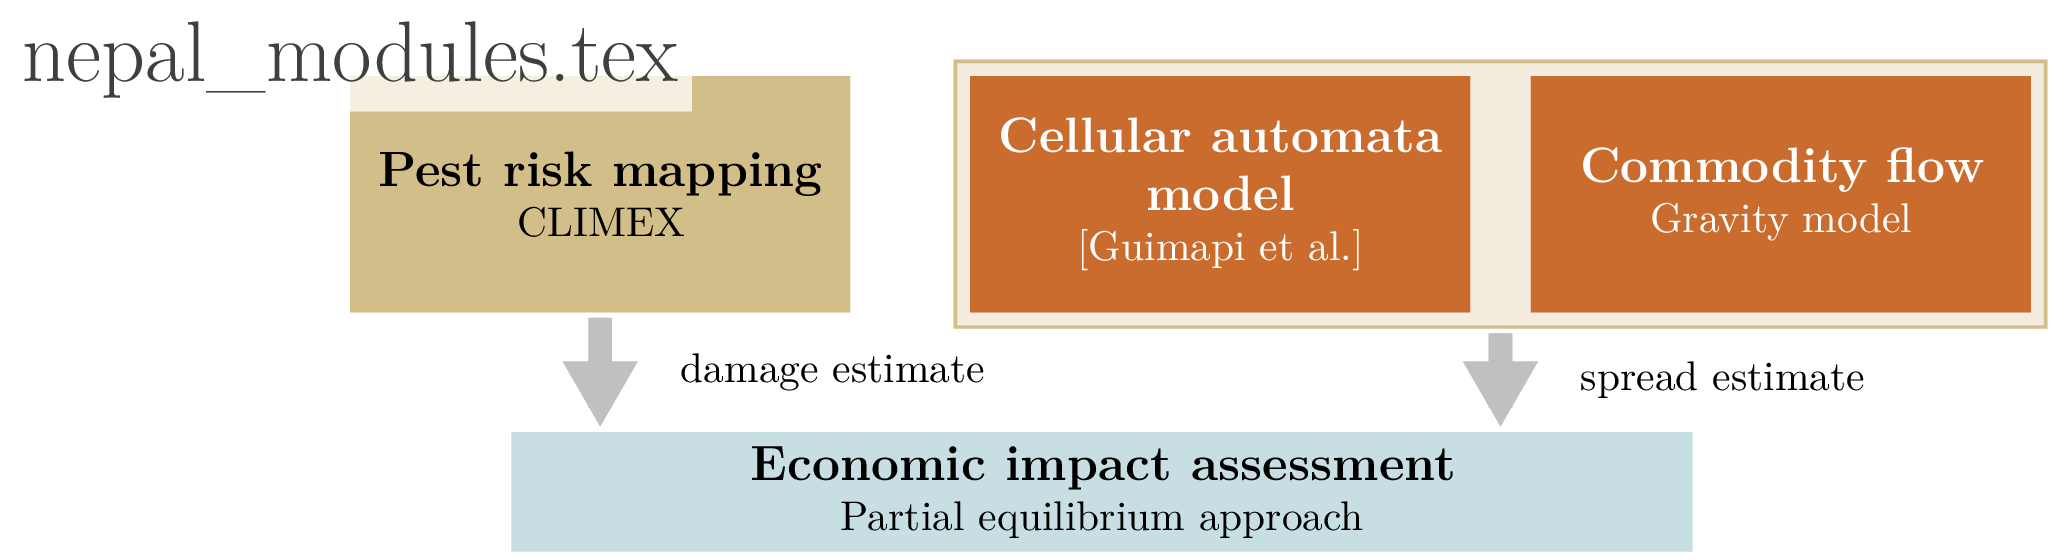 nepal_modules.tex
Pest risk mapping
CLIMEX
Cellular automata
model
[Guimapi et al.]
Commodity flow
Gravity model
damage estimate
spread estimate
Economic impact assessment
Partial equilibrium approach